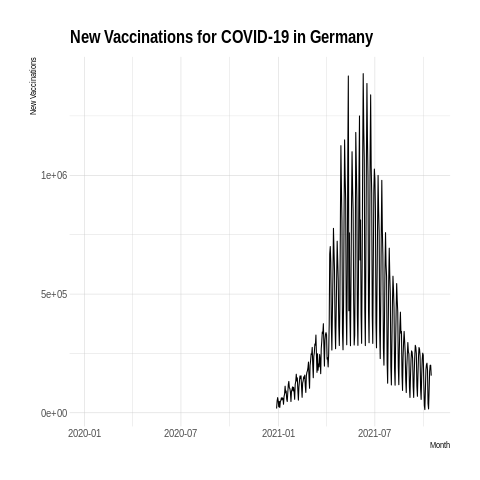 New Vaccinations for COVID-19 in Germany
New Vaccinations
1e+06
5e+05
0e+00
2020-01 2020-07 2021-01 2021-07
Month